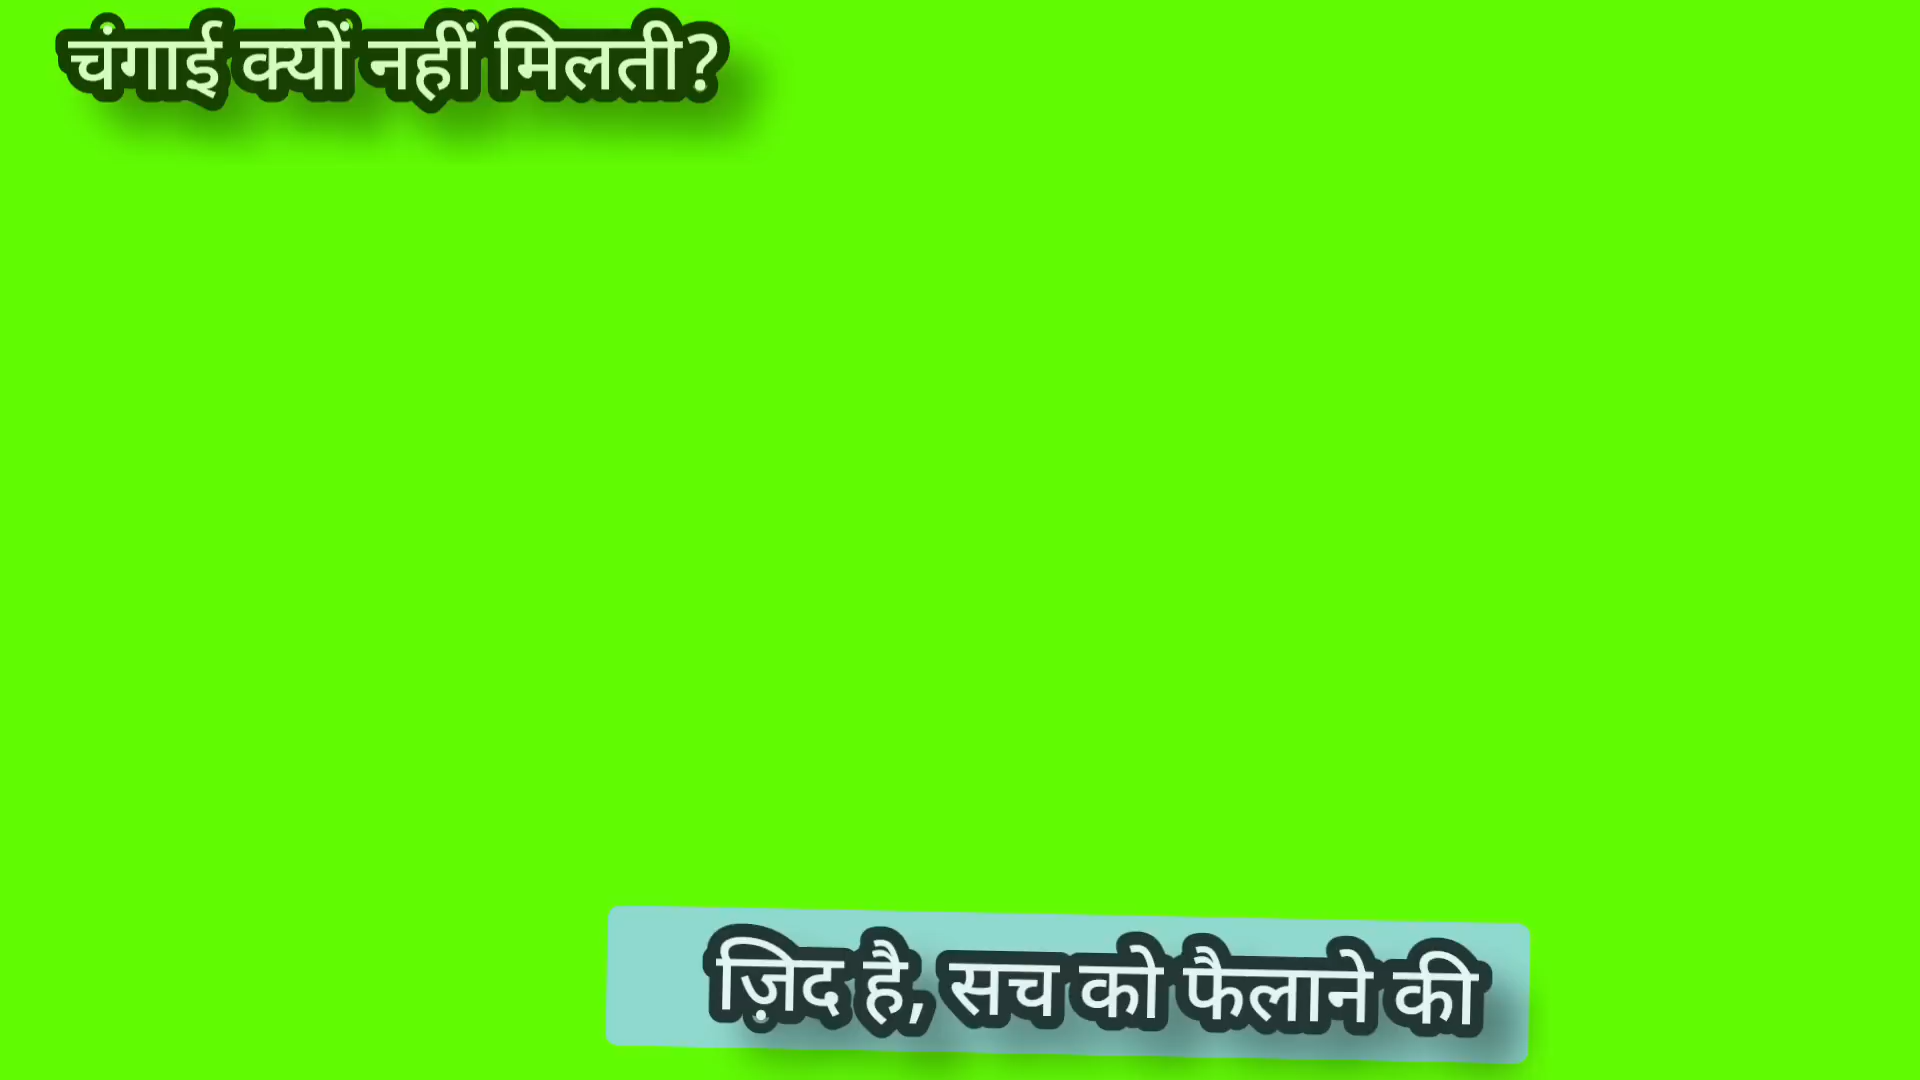 चंगाई क्यों नहीं मिलती?
ज़िद है, सच को फैलाने की